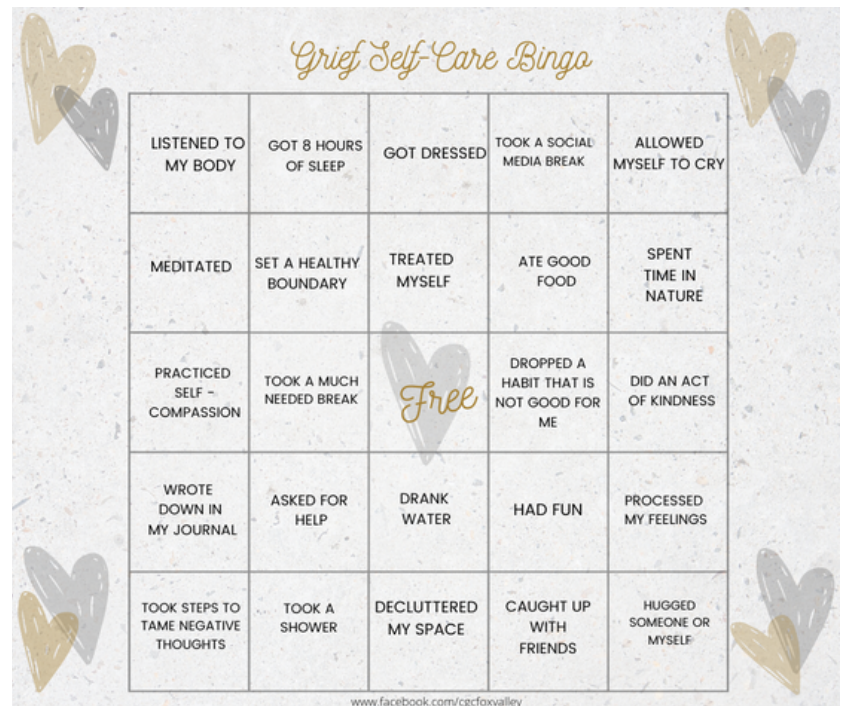 Grief Self-Care Bingo
LISTENED TO
MY BODY
GOT 8 HOURS
OF SLEEP
GOT DRESSED
TOOK A SOCIAL
MEDIA BREAK
ALLOWED
MYSELF TO CRY
MEDITATED
SET A HEALTHY
BOUNDARY
TREATED
MYSELF
ATE GOOD
FOOD
SPENT
TIME IN
NATURE
PRACTICED
SELF -
COMPASSION
TOOK A MUCH
NEEDED BREAK
Free
DROPPED A
HABIT THAT IS
NOT GOOD FOR
ME
DID AN ACT
OF KINDNESS
WROTE
DOWN IN
MY JOURNAL
ASKED FOR
HELP
DRANK
WATER
HAD FUN
PROCESSED
MY FEELINGS
TOOK STEPS TO
TAME NEGATIVE
THOUGHTS
TOOK A
SHOWER
DECLUTTERED
MY SPACE
CAUGHT UP
WITH
FRIENDS
HUGGED
SOMEONE OR
MYSELF
www.facebook.com/cgcfoxvalley